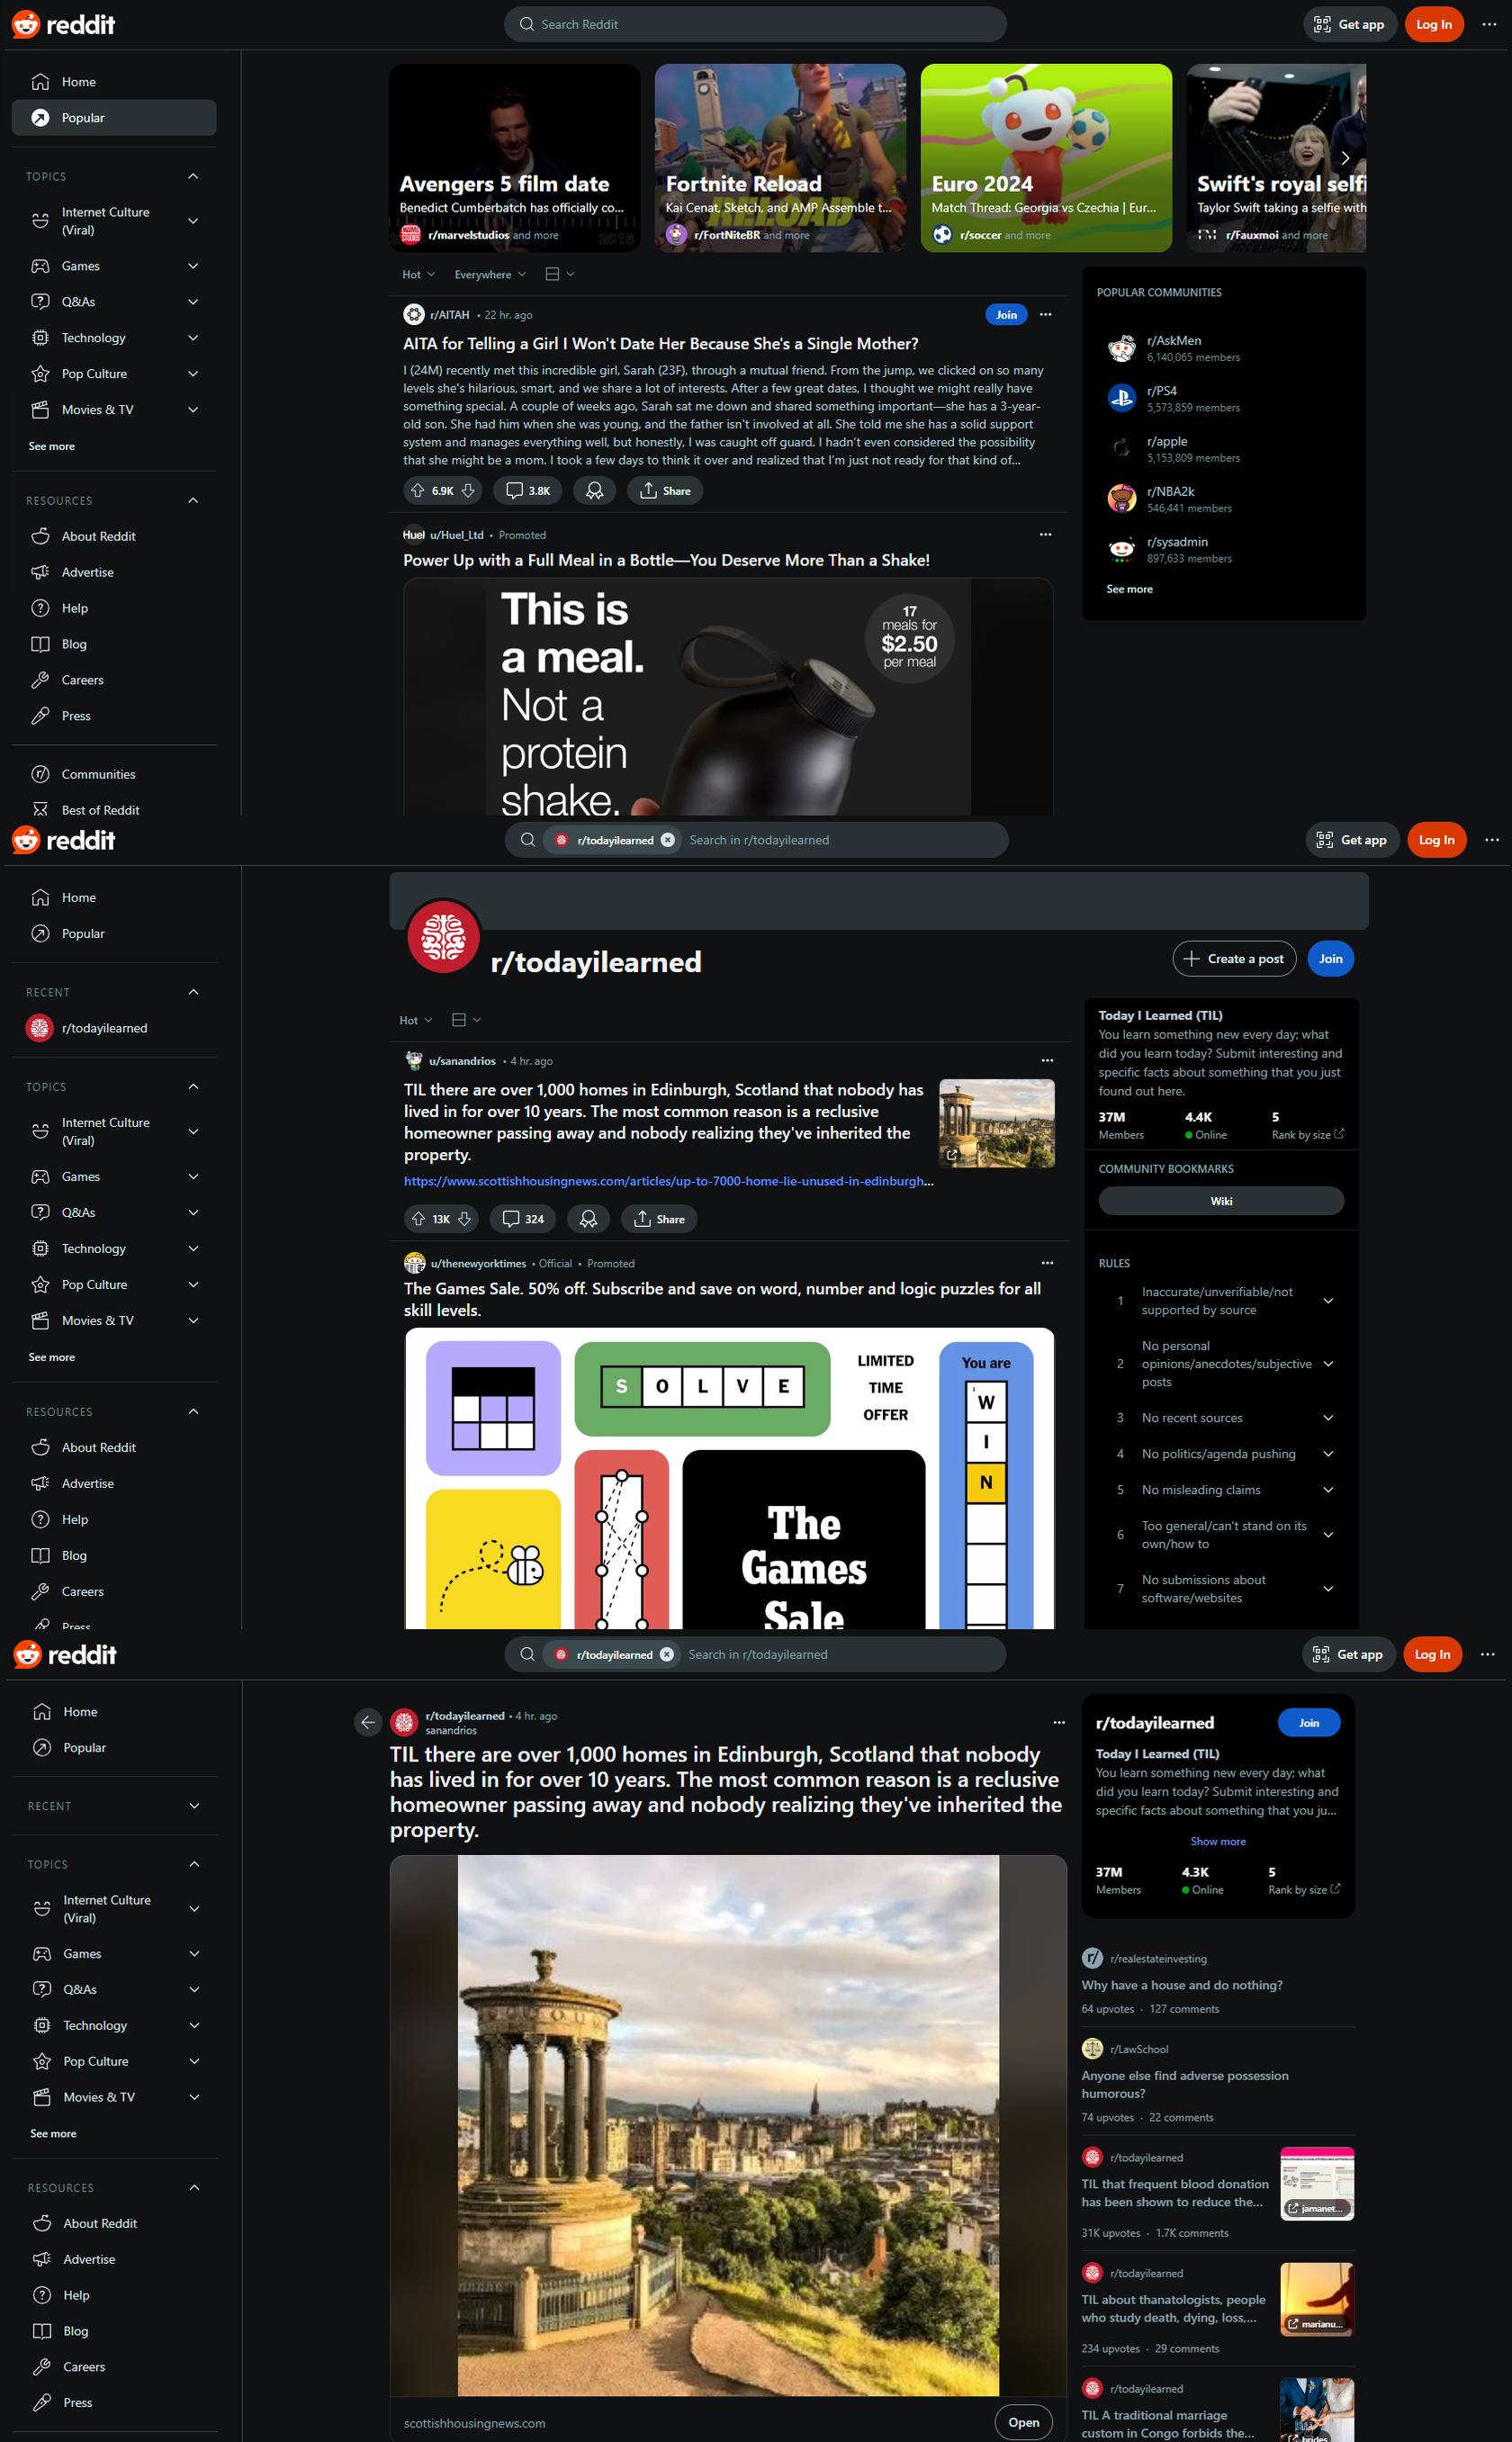 reddit
Search Reddit
Get app
Log In
Home
Popular
TOPICS
Internet Culture
(Viral)
Games
Q&As
Technology
Pop Culture
Movies & TV
See more
RESOURCES
About Reddit
Advertise
Help
Blog
Careers
Press
Communities
Best of Reddit
Avengers 5 film date
Benedict Cumberbatch has officially co...
r/marvelstudios and more
Fortnite Reload
Kai Cenat, Sketch, and AMP Assemble t...
r/FortNiteBR and more
Euro 2024
Match Thread: Georgia vs Czechia | Eur...
r/soccer and more
Swift's royal selfi
Taylor Swift taking a selfie with
r/Fauxmoi and more
Hot
Everywhere
r/AITAH • 22 hr. ago
Join
AITA for Telling a Girl I Won't Date Her Because She's a Single Mother?
I (24M) recently met this incredible girl, Sarah (23F), through a mutual friend. From the jump, we clicked on so many
levels she's hilarious, smart, and we share a lot of interests. After a few great dates, I thought we might really have
something special. A couple of weeks ago, Sarah sat me down and shared something important—she has a 3-year-
old son. She had him when she was young, and the father isn't involved at all. She told me she has a solid support
system and manages everything well, but honestly, I was caught off guard. I hadn't even considered the possibility
that she might be a mom. I took a few days to think it over and realized that I'm just not ready for that kind of...
6.9K
3.8K
Share
Huel u/Huel_Ltd • Promoted
Power Up with a Full Meal in a Bottle—You Deserve More Than a Shake!
This is
a meal.
Not a
protein
shake.
17
meals for
$2.50
per meal
POPULAR COMMUNITIES
r/AskMen
6,140,065 members
r/PS4
5,573,859 members
r/apple
5,153,809 members
r/NBA2k
546,441 members
r/sysadmin
897,633 members
See more
reddit
r/todayilearned
Search in r/todayilearned
Get app
Log In
Home
Popular
RECENT
r/todayilearned
TOPICS
Internet Culture
(Viral)
Games
Q&As
Technology
Pop Culture
Movies & TV
See more
RESOURCES
About Reddit
Advertise
Help
Blog
Careers
Press
r/todayilearned
Create a post
Join
Hot
u/sanandrios • 4 hr. ago
TIL there are over 1,000 homes in Edinburgh, Scotland that nobody has
lived in for over 10 years. The most common reason is a reclusive
homeowner passing away and nobody realizing they've inherited the
property.
https://www.scottishhousingnews.com/articles/up-to-7000-home-lie-unused-in-edinburgh...
13K
324
Share
u/thenewyorktimes • Official • Promoted
The Games Sale. 50% off. Subscribe and save on word, number and logic puzzles for all
skill levels.
SOLVE
LIMITED
TIME
OFFER
You are
1
W
I
N
The
Games
Sale
Today I Learned (TIL)
You learn something new every day; what
did you learn today? Submit interesting and
specific facts about something that you just
found out here.
37M
Members
4.4K
Online
5
Rank by size
COMMUNITY BOOKMARKS
Wiki
RULES
1 Inaccurate/unverifiable/not
supported by source
2 No personal
opinions/anecdotes/subjective
posts
3 No recent sources
4 No politics/agenda pushing
5 No misleading claims
6 Too general/can't stand on its
own/how to
7 No submissions about
software/websites
reddit
r/todayilearned
Search in r/todayilearned
Get app
Log In
Home
Popular
RECENT
TOPICS
Internet Culture
(Viral)
Games
Q&As
Technology
Pop Culture
Movies & TV
See more
RESOURCES
About Reddit
Advertise
Help
Blog
Careers
Press
r/todayilearned • 4 hr. ago
sanandrios
TIL there are over 1,000 homes in Edinburgh, Scotland that nobody
has lived in for over 10 years. The most common reason is a reclusive
homeowner passing away and nobody realizing they've inherited the
property.
scottishhousingnews.com
Open
r/todayilearned
Join
Today I Learned (TIL)
You learn something new every day; what
did you learn today? Submit interesting and
specific facts about something that you ju...
Show more
37M
Members
4.3K
Online
5
Rank by size
r/realestateinvesting
Why have a house and do nothing?
64 upvotes · 127 comments
r/LawSchool
Anyone else find adverse possession
humorous?
74 upvotes · 22 comments
r/todayilearned
TIL that frequent blood donation
has been shown to reduce the...
jamanet...
31K upvotes · 1.7K comments
r/todayilearned
TIL about thanatologists, people
who study death, dying, loss,...
marianu...
234 upvotes · 29 comments
r/todayilearned
TIL A traditional marriage
custom in Congo forbids the...
brides